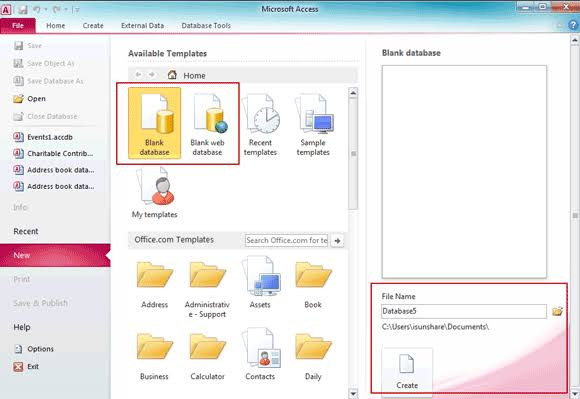 Microsoft Access
File Home Create External Data Database Tools
Save
Save Object As
Save Database As
Open
Close Database
Events1.accdb
Charitable Contrib...
Address book data...
Address book data...
Info
Recent
New
Print
Save & Publish
Help
Options
Exit
Available Templates
Home
Blank
database
Blank web
database
Recent
templates
Sample
templates
My templates
Office.com Templates
Search Office.com for te
Address
Administrativ
e - Support
Assets
Book
Business
Calculator
Contacts
Daily
Blank database
File Name
Database5
C:\Users\isunshare\Documents\
Create